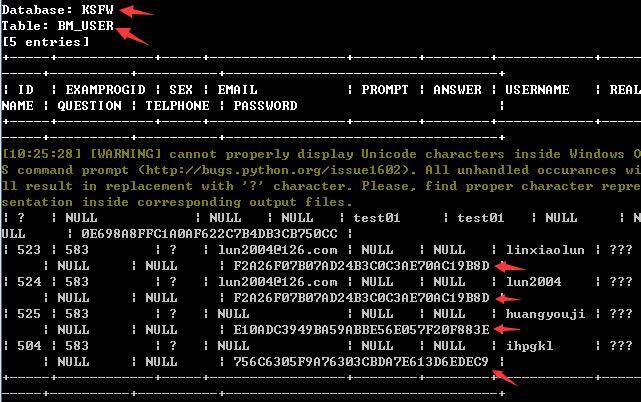 Database: KSFW
Table: BM_USER
[5 entries]
+------+------------+------+-----------------+--------+--------+-----------+-----
-----+----------+-----------+----------------------------------+
| ID | EXAMPROGID | SEX | EMAIL | PROMPT | ANSWER | USERNAME | REAL
NAME | QUESTION | TELPHONE | PASSWORD |
+------+------------+------+-----------------+--------+--------+-----------+-----
-----+----------+-----------+----------------------------------+
[10:25:28] [WARNING] cannot properly display Unicode characters inside Windows O
S command prompt (http://bugs.python.org/issue1602). All unhandled occurances wi
ll result in replacement with '?' character. Please, find proper character repre
sentation inside corresponding output files.
| ? | NULL | NULL | NULL | test01 | test01 | N
ULL | 0E698A8FFC1A0AF622C7B4DB3CB750CC |
| 523 | 583 | ? | lun2004@126.com | NULL | NULL | linxiaolun | ???
| NULL | NULL | F2A26F07B07AD24B3C0C3AE70AC19B8D |
| 524 | 583 | ? | lun2004@126.com | NULL | NULL | lun2004 | ???
| NULL | NULL | F2A26F07B07AD24B3C0C3AE70AC19B8D |
| 525 | 583 | ? | NULL | NULL | NULL | huangyouji | ???
| NULL | NULL | E10ADC3949BA59ABBE56E057F20F883E |
| 504 | 583 | ? | NULL | NULL | NULL | ihpgkl | ???
| NULL | NULL | 756C6305F9A76303CBDA7E613D6EDEC9 |